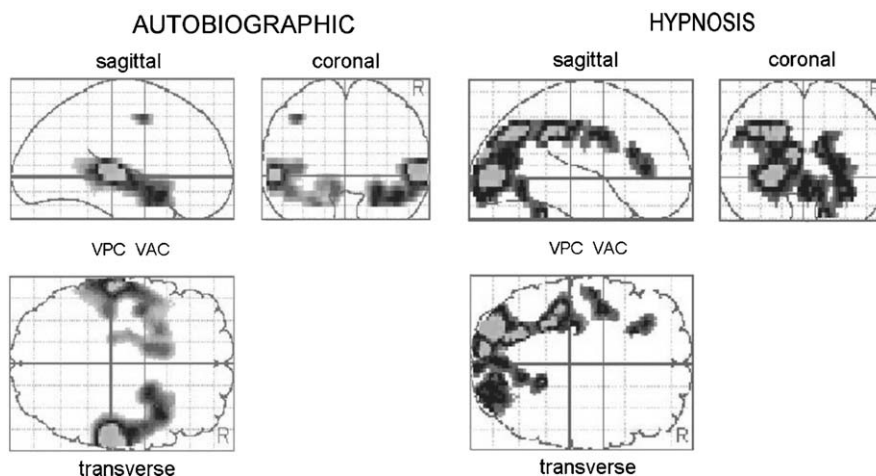 AUTOBIOGRAPHIC
sagittal coronal
R
VPC VAC
R
transverse
HYPNOSIS
sagittal coronal
R
VPC VAC
R
transverse